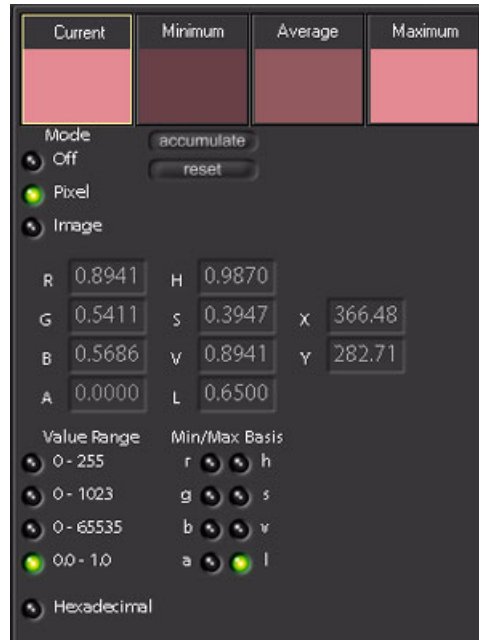 Current Minimum Average Maximum
Mode accumulate
Off
reset
Pixel
Image
R 0.8941 H 0.9870
G 0.5411 S 0.3947 X 366.48
B 0.5686 V 0.8941 Y 282.71
A 0.0000 L 0.6500
Value Range Min/Max Basis
0 - 255 r h
0 - 1023 g s
0 - 65535 b v
0.0 - 1.0 a l
Hexadecimal